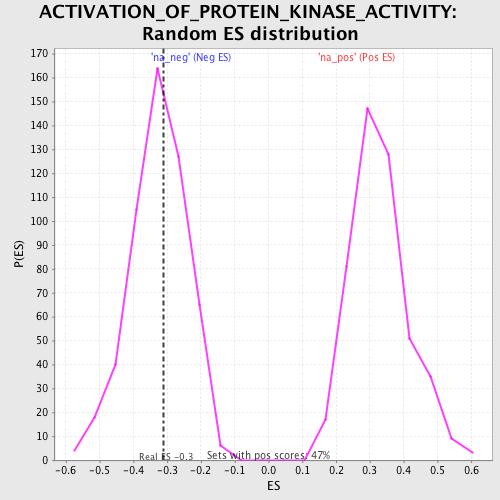 ACTIVATION_OF_PROTEIN_KINASE_ACTIVITY:
Random ES distribution
'na_neg' (Neg ES)
'na_pos' (Pos ES)
170
160
150
140
130
120
110
100
90
80
70
60
50
40
30
20
10
0
P(ES)
Real ES -0.3
Sets with pos scores: 47%
-0.6 -0.5 -0.4 -0.3 -0.2 -0.1 0.0 0.1 0.2 0.3 0.4 0.5 0.6
ES